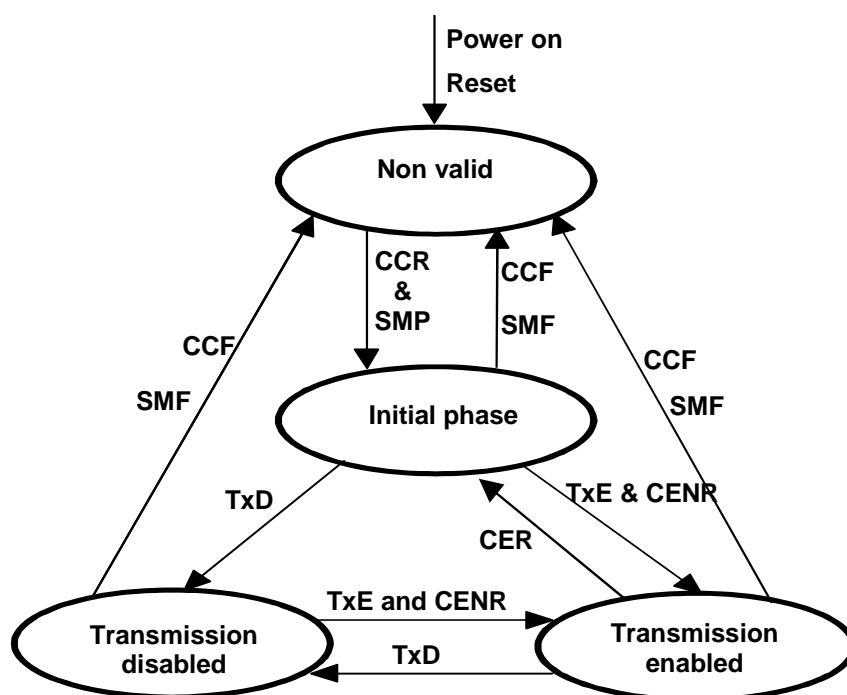 Power on
Reset
Non valid
CCR
&
SMP
CCF
SMF
CCF
SMF
CCF
SMF
Initial phase
TxD
TxE & CENR
CER
TxE and CENR
Transmission
disabled
Transmission
enabled
TxD